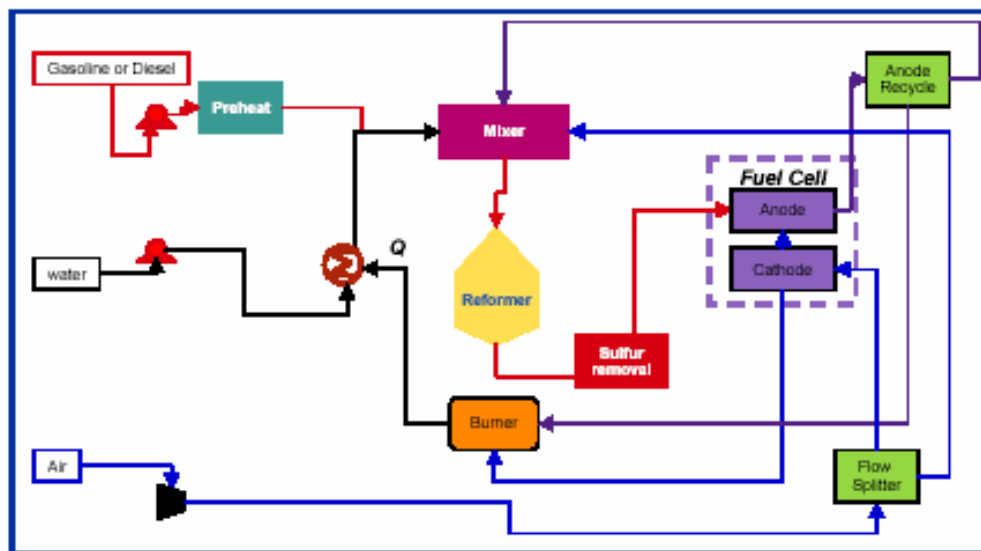 Gasoline or Diesel
Preheat
Mixer
Anode
Recycle
Fuel Cell
Anode
Cathode
water
Q
Reformer
Sulfur
removal
Burner
Air
Flow
Splitter